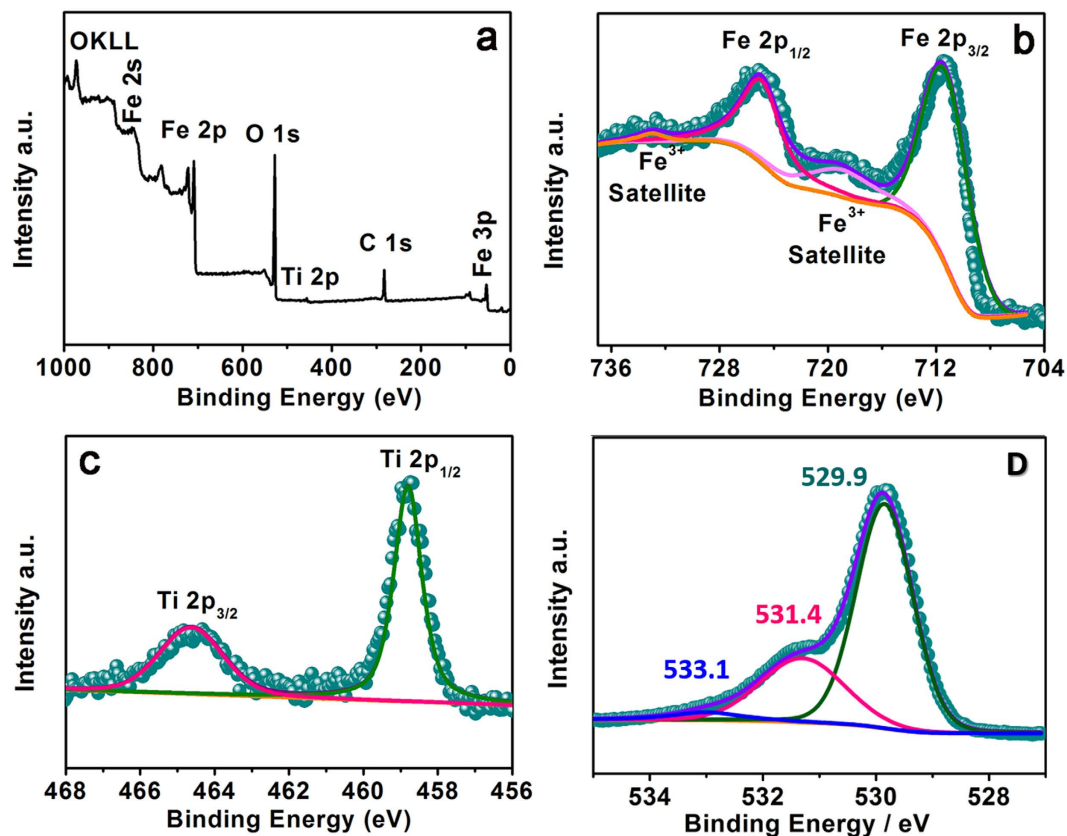 a
OKLL
Fe 2s
Fe 2p
O 1s
Ti 2p
C 1s
Fe 3p
Intensity a.u.
1000 800 600 400 200 0
Binding Energy (eV)
b
Fe 2p1/2
Fe 2p3/2
Fe3+
Satellite
Fe3+
Satellite
Intensity a.u.
736 728 720 712 704
Binding Energy (eV)
C
Ti 2p1/2
Ti 2p3/2
Intensity a.u.
468 466 464 462 460 458 456
Binding Energy (eV)
D
529.9
531.4
533.1
Intensity a.u.
534 532 530 528
Binding Energy / eV